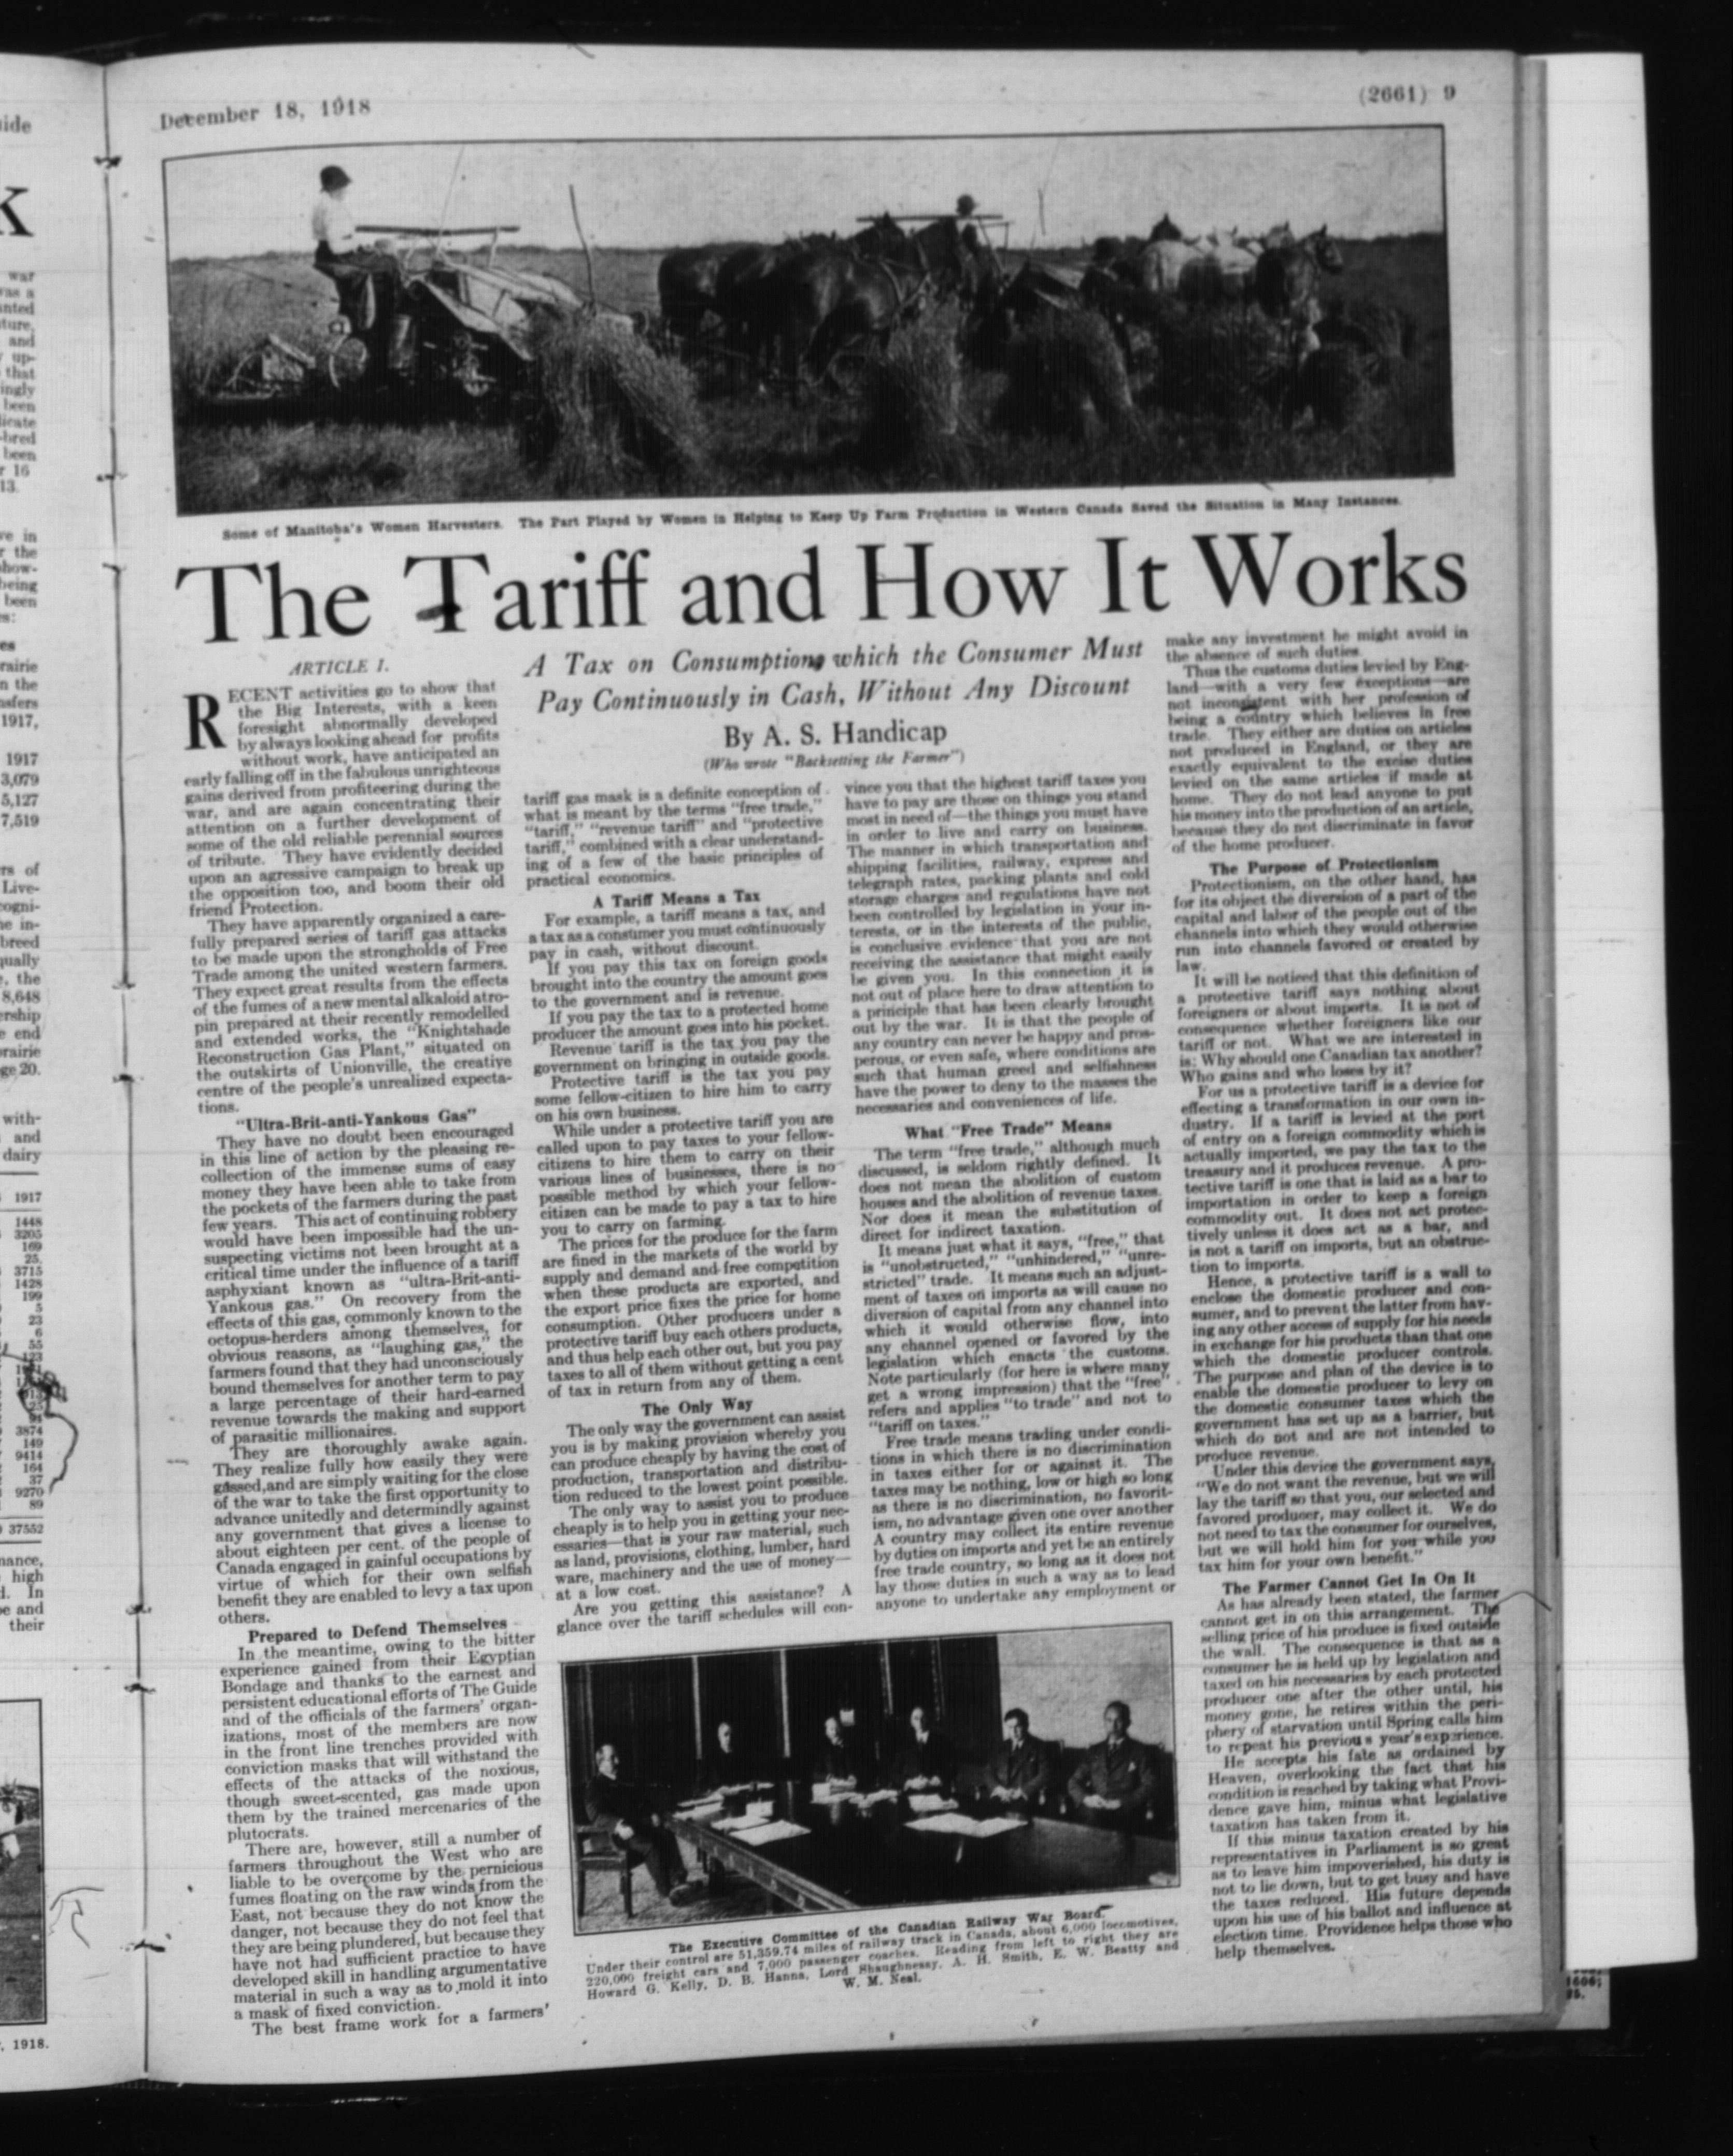 December 18, 1918
(2661) 9
Some of Manitoba's Women Harvesters. The Part Played by Women in Helping to Keep Up Farm Production in Western Canada Saved the Situation in Many Instances.
The Tariff and How It Works
ARTICLE I.
A Tax on Consumption, which the Consumer Must
Pay Continuously in Cash, Without Any Discount
By A. S. Handicap
(Who wrote "Backsetting the Farmer")
RECENT activities go to show that
the Big Interests, with a keen
foresight abnormally developed
by always looking ahead for profits
without work, have anticipated an
early falling off in the fabulous unrighteous
gains derived from profiteering during the
war, and are again concentrating their
attention on a further development of
some of the old reliable perennial sources
of tribute. They have evidently decided
upon an agressive campaign to break up
the opposition too, and boom their old
friend Protection.
They have apparently organized a care-
fully prepared series of tariff gas attacks
to be made upon the strongholds of Free
Trade among the united western farmers.
They expect great results from the effects
of the fumes of a new mental alkaloid atro-
pin prepared at their recently remodelled
and extended works, the "Knightshade
Reconstruction Gas Plant," situated on
the outskirts of Unionville, the creative
centre of the people's unrealized expecta-
tions.
"Ultra-Brit-anti-Yankous Gas"
They have no doubt been encouraged
in this line of action by the pleasing re-
collection of the immense sums of easy
money they have been able to take from
the pockets of the farmers during the past
few years. This act of continuing robbery
would have been impossible had the un-
suspecting victims not been brought at a
critical time under the influence of a tariff
asphyxiant known as "ultra-Brit-anti-
Yankous gas." On recovery from the
effects of this gas, commonly known to the
octopus-herders among themselves, for
obvious reasons, as "laughing gas," the
farmers found that they had unconsciously
bound themselves for another term to pay
a large percentage of their hard-earned
revenue towards the making and support
of parasitic millionaires.
They are thoroughly awake again.
They realize fully how easily they were
gassed, and are simply waiting for the close
of the war to take the first opportunity to
advance unitedly and determindly against
any government that gives a license to
about eighteen per cent. of the people of
Canada engaged in gainful occupations by
virtue of which for their own selfish
benefit they are enabled to levy a tax upon
others.
Prepared to Defend Themselves
In the meantime, owing to the bitter
experience gained from their Egyptian
Bondage and thanks to the earnest and
persistent educational efforts of The Guide
and of the officials of the farmers' organ-
izations, most of the members are now
in the front line trenches provided with
conviction masks that will withstand the
effects of the attacks of the noxious,
though sweet-scented, gas made upon
them by the trained mercenaries of the
plutocrats.
There are, however, still a number of
farmers throughout the West who are
liable to be overcome by the pernicious
fumes floating on the raw winds from the
East, not because they do not know the
danger, not because they do not feel that
they are being plundered, but because they
have not had sufficient practice to have
developed skill in handling argumentative
material in such a way as to mold it into
a mask of fixed conviction.
The best frame work for a farmers'
tariff gas mask is a definite conception of
what is meant by the terms "free trade,"
"tariff," "revenue tariff" and "protective
tariff," combined with a clear understand-
ing of a few of the basic principles of
practical economics.
A Tariff Means a Tax
For example, a tariff means a tax, and
a tax as a consumer you must continuously
pay in cash, without discount.
If you pay this tax on foreign goods
brought into the country the amount goes
to the government and is revenue.
If you pay the tax to a protected home
producer the amount goes into his pocket.
Revenue tariff is the tax you pay the
government on bringing in outside goods.
Protective tariff is the tax you pay
some fellow-citizen to hire him to carry
on his own business.
While under a protective tariff you are
called upon to pay taxes to your fellow-
citizens to hire them to carry on their
various lines of businesses, there is no
possible method by which your fellow-
citizen can be made to pay a tax to hire
you to carry on farming.
The prices for the produce for the farm
are fined in the markets of the world by
supply and demand and free competition
when these products are exported, and
the export price fixes the price for home
consumption. Other producers under a
protective tariff buy each others products,
and thus help each other out, but you pay
taxes to all of them without getting a cent
of tax in return from any of them.
The Only Way
The only way the government can assist
you is by making provision whereby you
can produce cheaply by having the cost of
production, transportation and distribu-
tion reduced to the lowest point possible.
The only way to assist you to produce
cheaply is to help you in getting your nec-
essaries—that is your raw material, such
as land, provisions, clothing, lumber, hard
ware, machinery and the use of money—
at a low cost.
Are you getting this assistance? A
glance over the tariff schedules will con-
vince you that the highest tariff taxes you
have to pay are those on things you stand
most in need of—the things you must have
in order to live and carry on business.
The manner in which transportation and
shipping facilities, railway, express and
telegraph rates, packing plants and cold
storage charges and regulations have not
been controlled by legislation in your in-
terests, or in the interests of the public,
is conclusive evidence that you are not
receiving the assistance that might easily
be given you. In this connection it is
not out of place here to draw attention to
a principle that has been clearly brought
out by the war. It is that the people of
any country can never be happy and pros-
perous, or even safe, where conditions are
such that human greed and selfishness
have the power to deny to the masses the
necessaries and conveniences of life.
What "Free Trade" Means
The term "free trade," although much
discussed, is seldom rightly defined. It
does not mean the abolition of custom
houses and the abolition of revenue taxes.
Nor does it mean the substitution of
direct for indirect taxation.
It means just what it says, "free," that
is "unobstructed," "unhindered," "unre-
stricted" trade. It means such an adjust-
ment of taxes on imports as will cause no
diversion of capital from any channel into
which it would otherwise flow, into
any channel opened or favored by the
legislation which enacts the customs.
Note particularly (for here is where many
get a wrong impression) that the "free"
refers and applies "to trade" and not to
"tariff on taxes."
Free trade means trading under condi-
tions in which there is no discrimination
in taxes either for or against it. The
taxes may be nothing, low or high so long
as there is no discrimination, no favorit-
ism, no advantage given one over another
A country may collect its entire revenue
by duties on imports and yet be an entirely
free trade country, so long as it does not
lay those duties in such a way as to lead
anyone to undertake any employment or
make any investment he might avoid in
the absence of such duties.
Thus the customs duties levied by Eng-
land—with a very few exceptions—are
not inconsistent with her profession of
being a country which believes in free
trade. They either are duties on articles
not produced in England, or they are
exactly equivalent to the excise duties
levied on the same articles if made at
home. They do not lead anyone to put
his money into the production of an article,
because they do not discriminate in favor
of the home producer.
The Purpose of Protectionism
Protectionism, on the other hand, has
for its object the diversion of a part of the
capital and labor of the people out of the
channels into which they would otherwise
run into channels favored or created by
law.
It will be noticed that this definition of
a protective tariff says nothing about
foreigners or about imports. It is not of
consequence whether foreigners like our
tariff or not. What we are interested in
is: Why should one Canadian tax another?
Who gains and who loses by it?
For us a protective tariff is a device for
effecting a transformation in our own in-
dustry. If a tariff is levied at the port
of entry on a foreign commodity which is
actually imported, we pay the tax to the
treasury and it produces revenue. A pro-
tective tariff is one that is laid as a bar to
importation in order to keep a foreign
commodity out. It does not act protec-
tively unless it does act as a bar, and
is not a tariff on imports, but an obstruc-
tion to imports.
Hence, a protective tariff is a wall to
enclose the domestic producer and con-
sumer, and to prevent the latter from hav-
ing any other access of supply for his needs
in exchange for his products than that one
which the domestic producer controls.
The purpose and plan of the device is to
enable the domestic producer to levy on
the domestic consumer taxes which the
government has set up as a barrier, but
which do not and are not intended to
produce revenue.
Under this device the government says,
"We do not want the revenue, but we will
lay the tariff so that you, our selected and
favored producer, may collect it. We do
not need to tax the consumer for ourselves,
but we will hold him for you while you
tax him for your own benefit."
The Farmer Cannot Get In On It
As has already been stated, the farmer
cannot get in on this arrangement. The
selling price of his produce is fixed outside
the wall. The consequence is that as a
consumer he is held up by legislation and
taxed on his necessaries by each protected
producer one after the other until, his
money gone, he retires within the peri-
phery of starvation until Spring calls him
to repeat his previous year's experience.
He accepts his fate as ordained by
Heaven, overlooking the fact that his
condition is reached by taking what Provi-
dence gave him, minus what legislative
taxation has taken from it.
If this minus taxation created by his
representatives in Parliament is so great
as to leave him impoverished, his duty is
not to lie down, but to get busy and have
the taxes reduced. His future depends
upon his use of his ballot and influence at
election time. Providence helps those who
help themselves.
The Executive Committee of the Canadian Railway War Board.
Under their control are 51,359.74 miles of railway track in Canada, about 6,000 locomotives,
220,000 freight cars and 7,000 passenger coaches. Reading from left to right they are
Howard G. Kelly, D. B. Hanna, Lord Shaughnessy, A. H. Smith, E. W. Beatty and
W. M. Neal.